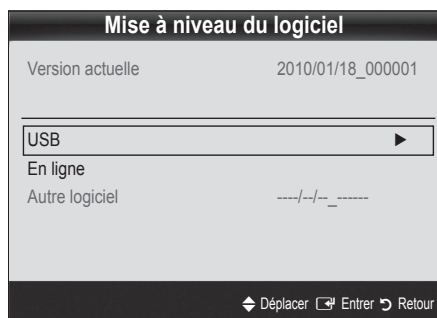 Mise à niveau du logiciel
Version actuelle 2010/01/18_000001
USB ►
En ligne
Autre logiciel ----/--/--_------
Déplacer Entrer Retour